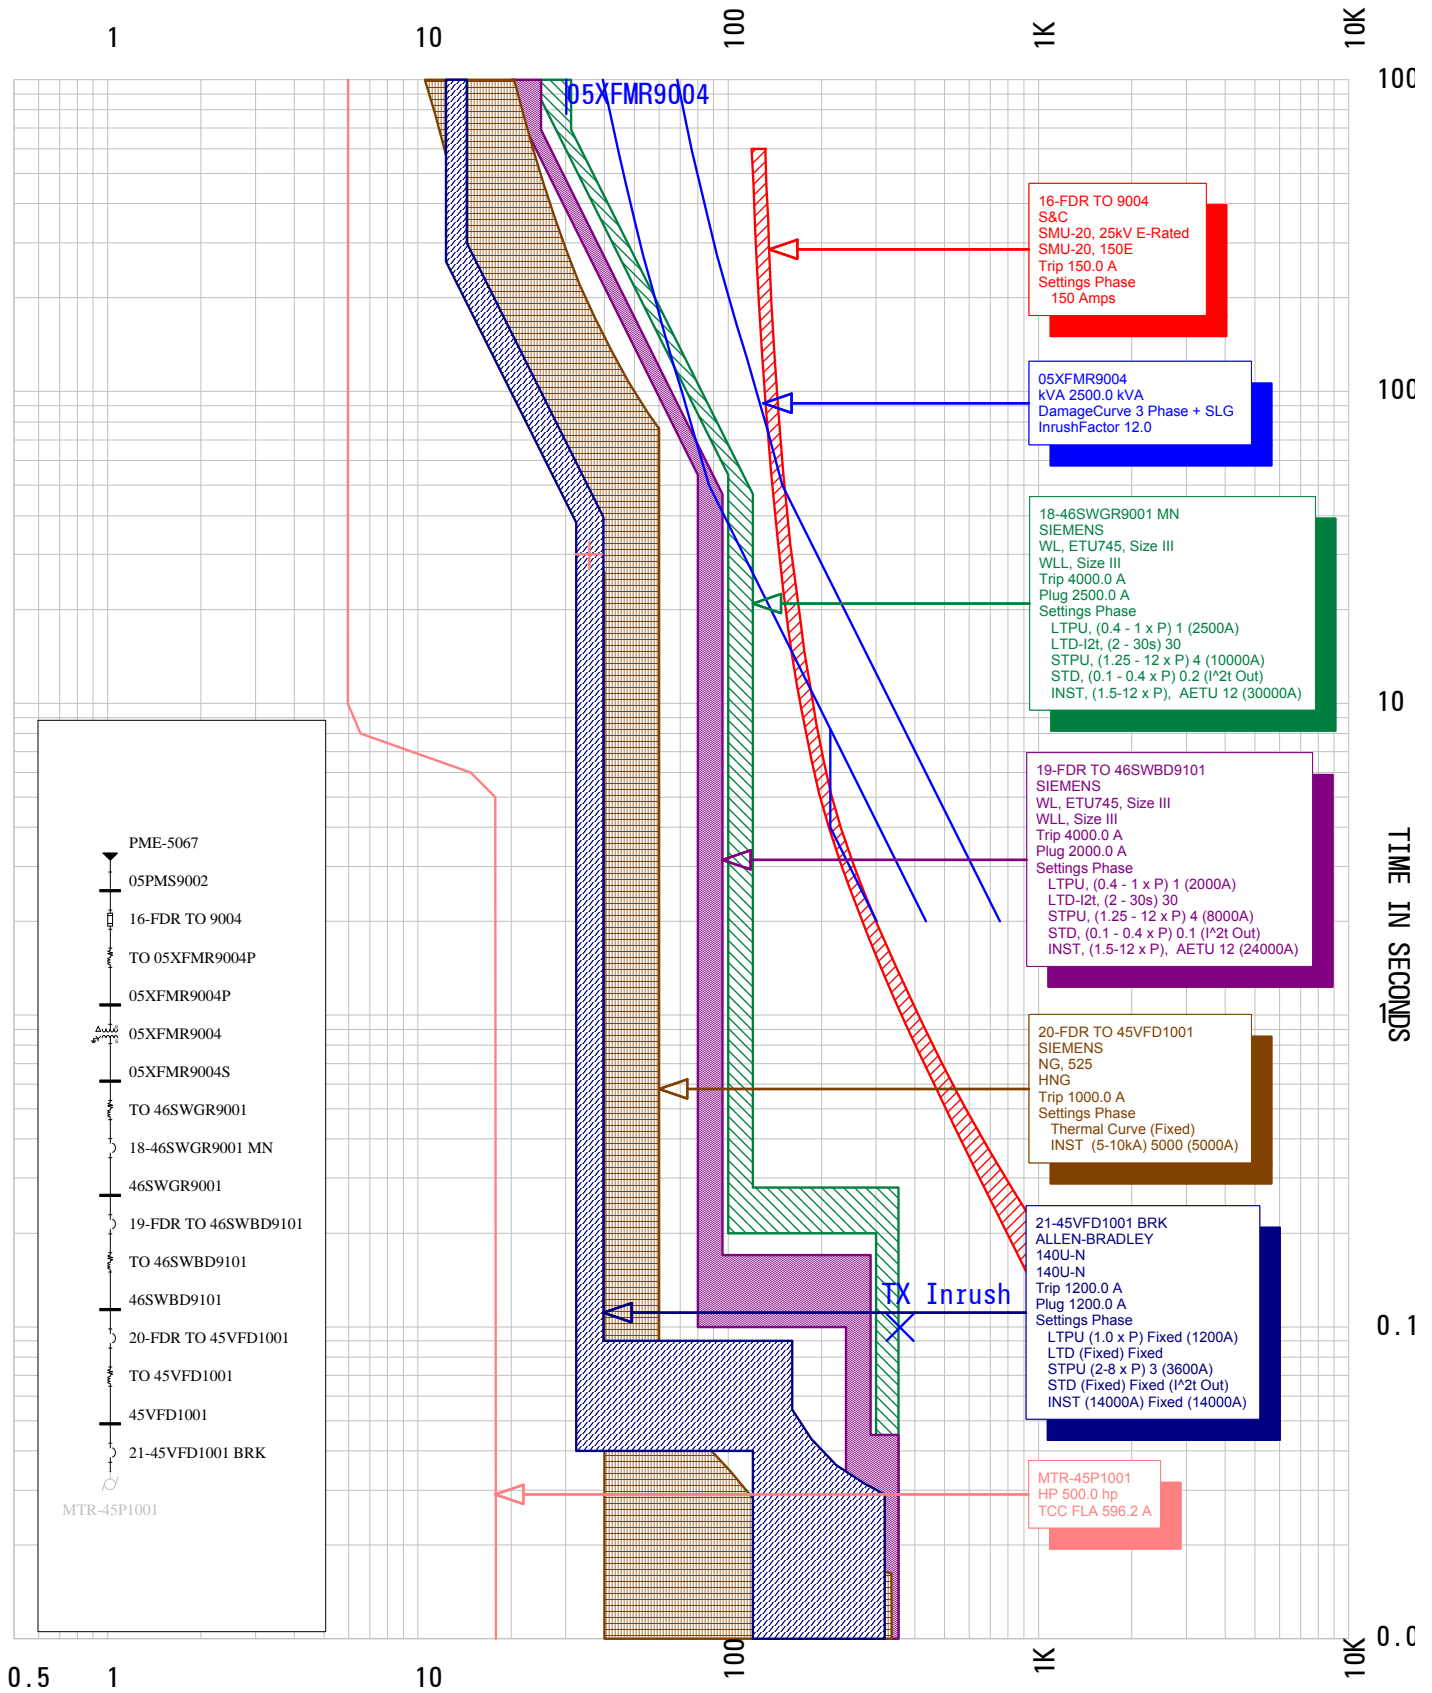 1
10
100
1K
10K
05XFMR9004
100
16-FDR TO 9004
S&C
SMU-20, 25kV E-Rated
SMU-20, 150E
Trip 150.0 A
Settings Phase
150 Amps
05XFMR9004
kVA 2500.0 kVA
DamageCurve 3 Phase + SLG
InrushFactor 12.0
100
18-46SWGR9001 MN
SIEMENS
WL, ETU745, Size III
WLL, Size III
Trip 4000.0 A
Plug 2500.0 A
Settings Phase
LTPU, (0.4 - 1 x P) 1 (2500A)
LTD-I2t, (2 - 30s) 30
STPU, (1.25 - 12 x P) 4 (10000A)
STD, (0.1 - 0.4 x P) 0.2 (I^2t Out)
INST, (1.5-12 x P), AETU 12 (30000A)
10
19-FDR TO 46SWBD9101
SIEMENS
WL, ETU745, Size III
WLL, Size III
Trip 4000.0 A
Plug 2000.0 A
Settings Phase
LTPU, (0.4 - 1 x P) 1 (2000A)
LTD-I2t, (2 - 30s) 30
STPU, (1.25 - 12 x P) 4 (8000A)
STD, (0.1 - 0.4 x P) 0.1 (I^2t Out)
INST, (1.5-12 x P), AETU 12 (24000A)
TIME IN SECONDS
1
20-FDR TO 45VFD1001
SIEMENS
NG, 525
HNG
Trip 1000.0 A
Settings Phase
Thermal Curve (Fixed)
INST (5-10kA) 5000 (5000A)
21-45VFD1001 BRK
ALLEN-BRADLEY
140U-N
140U-N
Trip 1200.0 A
Plug 1200.0 A
Settings Phase
LTPU (1.0 x P) Fixed (1200A)
LTD (Fixed) Fixed
STPU (2-8 x P) 3 (3600A)
STD (Fixed) Fixed (I^2t Out)
INST (14000A) Fixed (14000A)
TX Inrush
0.1
MTR-45P1001
HP 500.0 hp
TCC FLA 596.2 A
PME-5067
05PMS9002
16-FDR TO 9004
TO 05XFMR9004P
05XFMR9004P
05XFMR9004
05XFMR9004S
TO 46SWGR9001
18-46SWGR9001 MN
46SWGR9001
19-FDR TO 46SWBD9101
TO 46SWBD9101
46SWBD9101
20-FDR TO 45VFD1001
TO 45VFD1001
45VFD1001
21-45VFD1001 BRK
MTR-45P1001
0.0
0.5
1
10
100
1K
10K